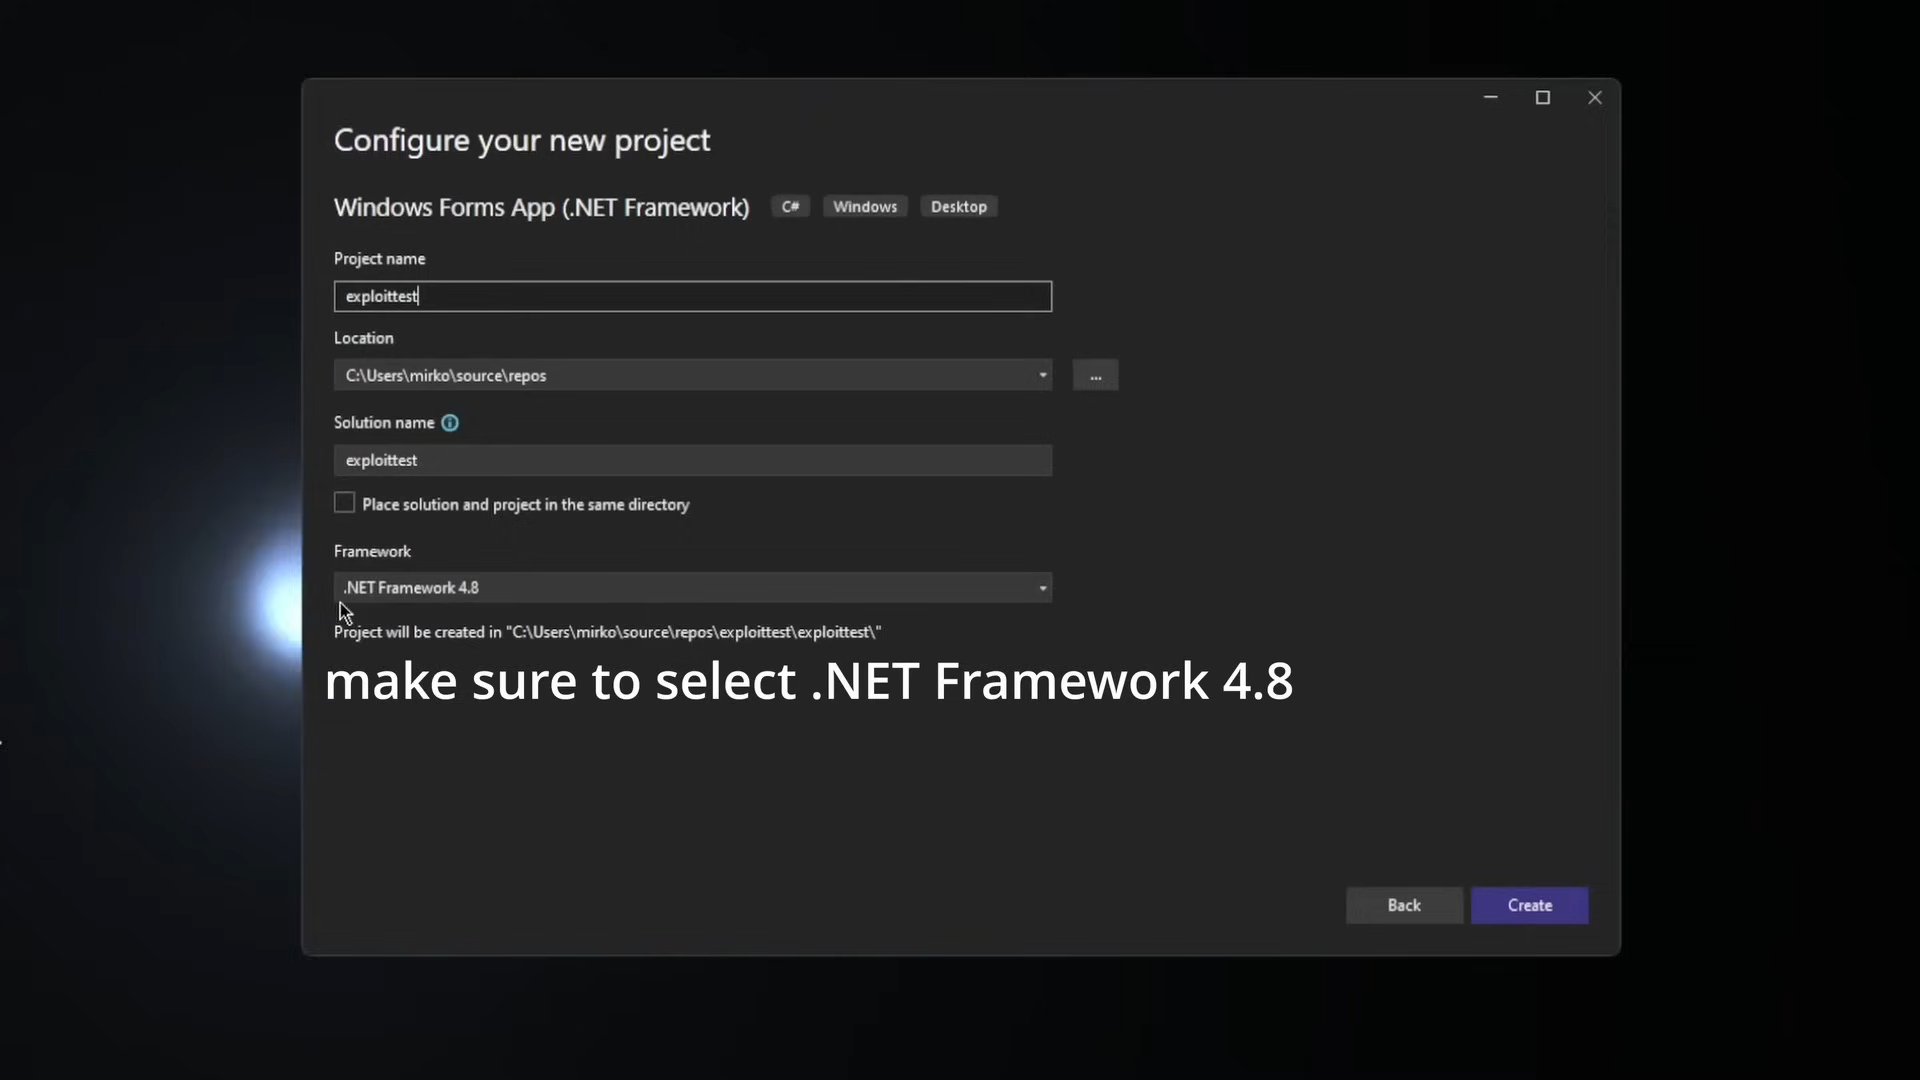 Configure your new project
Windows Forms App (.NET Framework) C# Windows Desktop
Project name
exploittest
Location
C:\Users\mirko\source\repos
...
Solution name
exploittest
Place solution and project in the same directory
Framework
.NET Framework 4.8
Project will be created in "C:\Users\mirko\source\repos\exploittest\exploittest\"
make sure to select .NET Framework 4.8
Back Create